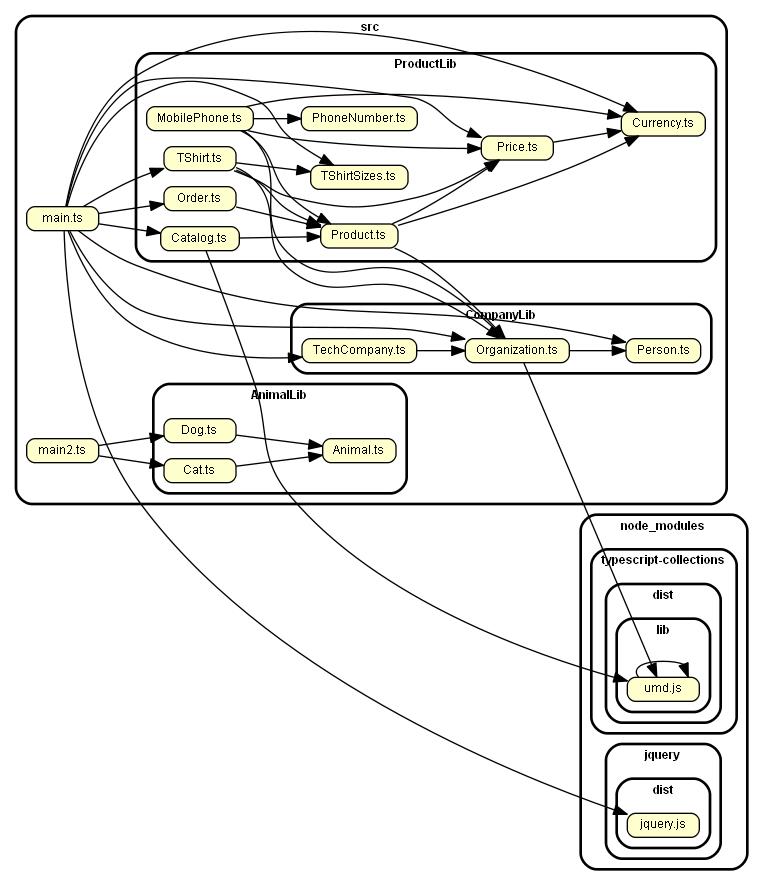 src
ProductLib
MobilePhone.ts
PhoneNumber.ts
Currency.ts
Price.ts
TShirt.ts
TShirtSizes.ts
Order.ts
main.ts
Catalog.ts
Product.ts
CompanyLib
TechCompany.ts
Organization.ts
Person.ts
AnimalLib
Dog.ts
main2.ts
Animal.ts
Cat.ts
node_modules
typescript-collections
dist
lib
umd.js
jquery
dist
jquery.js